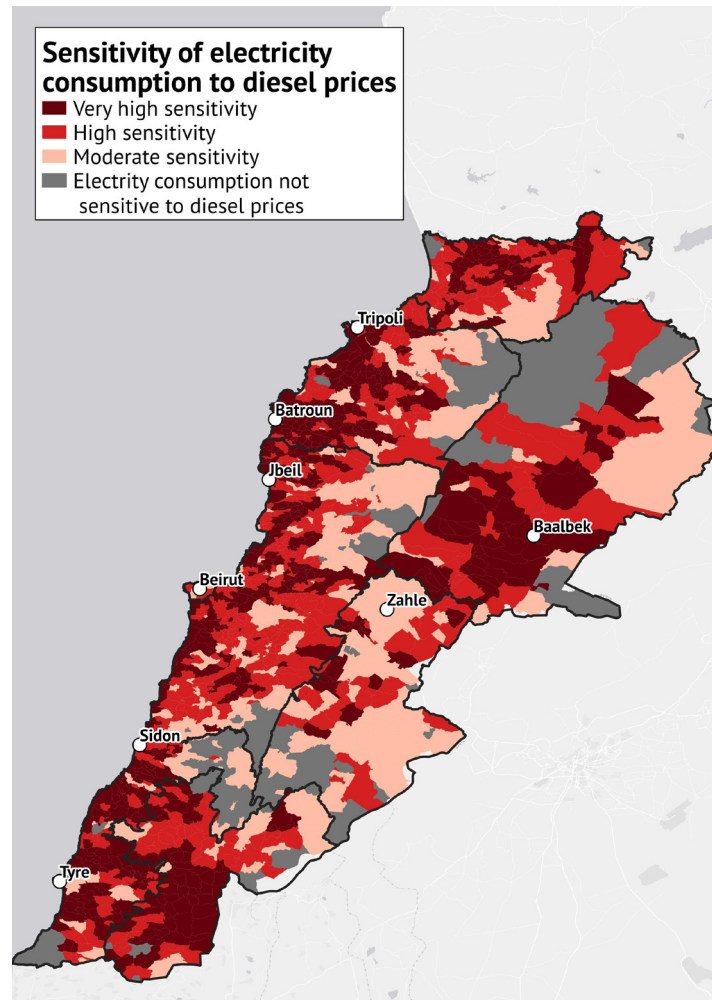 Sensitivity of electricity
consumption to diesel prices
Very high sensitivity
High sensitivity
Moderate sensitivity
Electrity consumption not
sensitive to diesel prices
Tripoli
Batroun
Jbeil
Baalbek
Beirut
Zahle
Sidon
Tyre